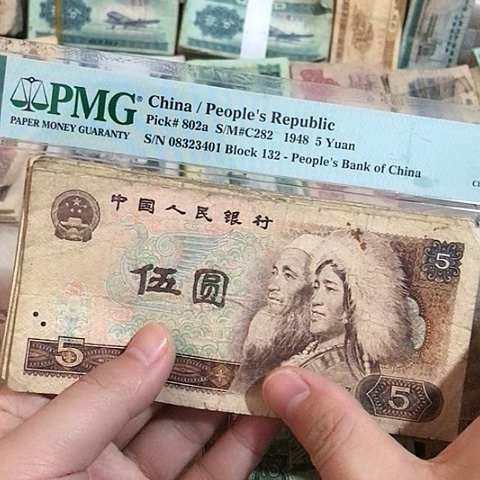 PMG
PAPER MONEY GUARANTY
China / People's Republic
Pick# 802a S/M#C282 1948 5 Yuan
S/N 08323401 Block 132 - People's Bank of China
中国人民银行
5
伍圆
5
5